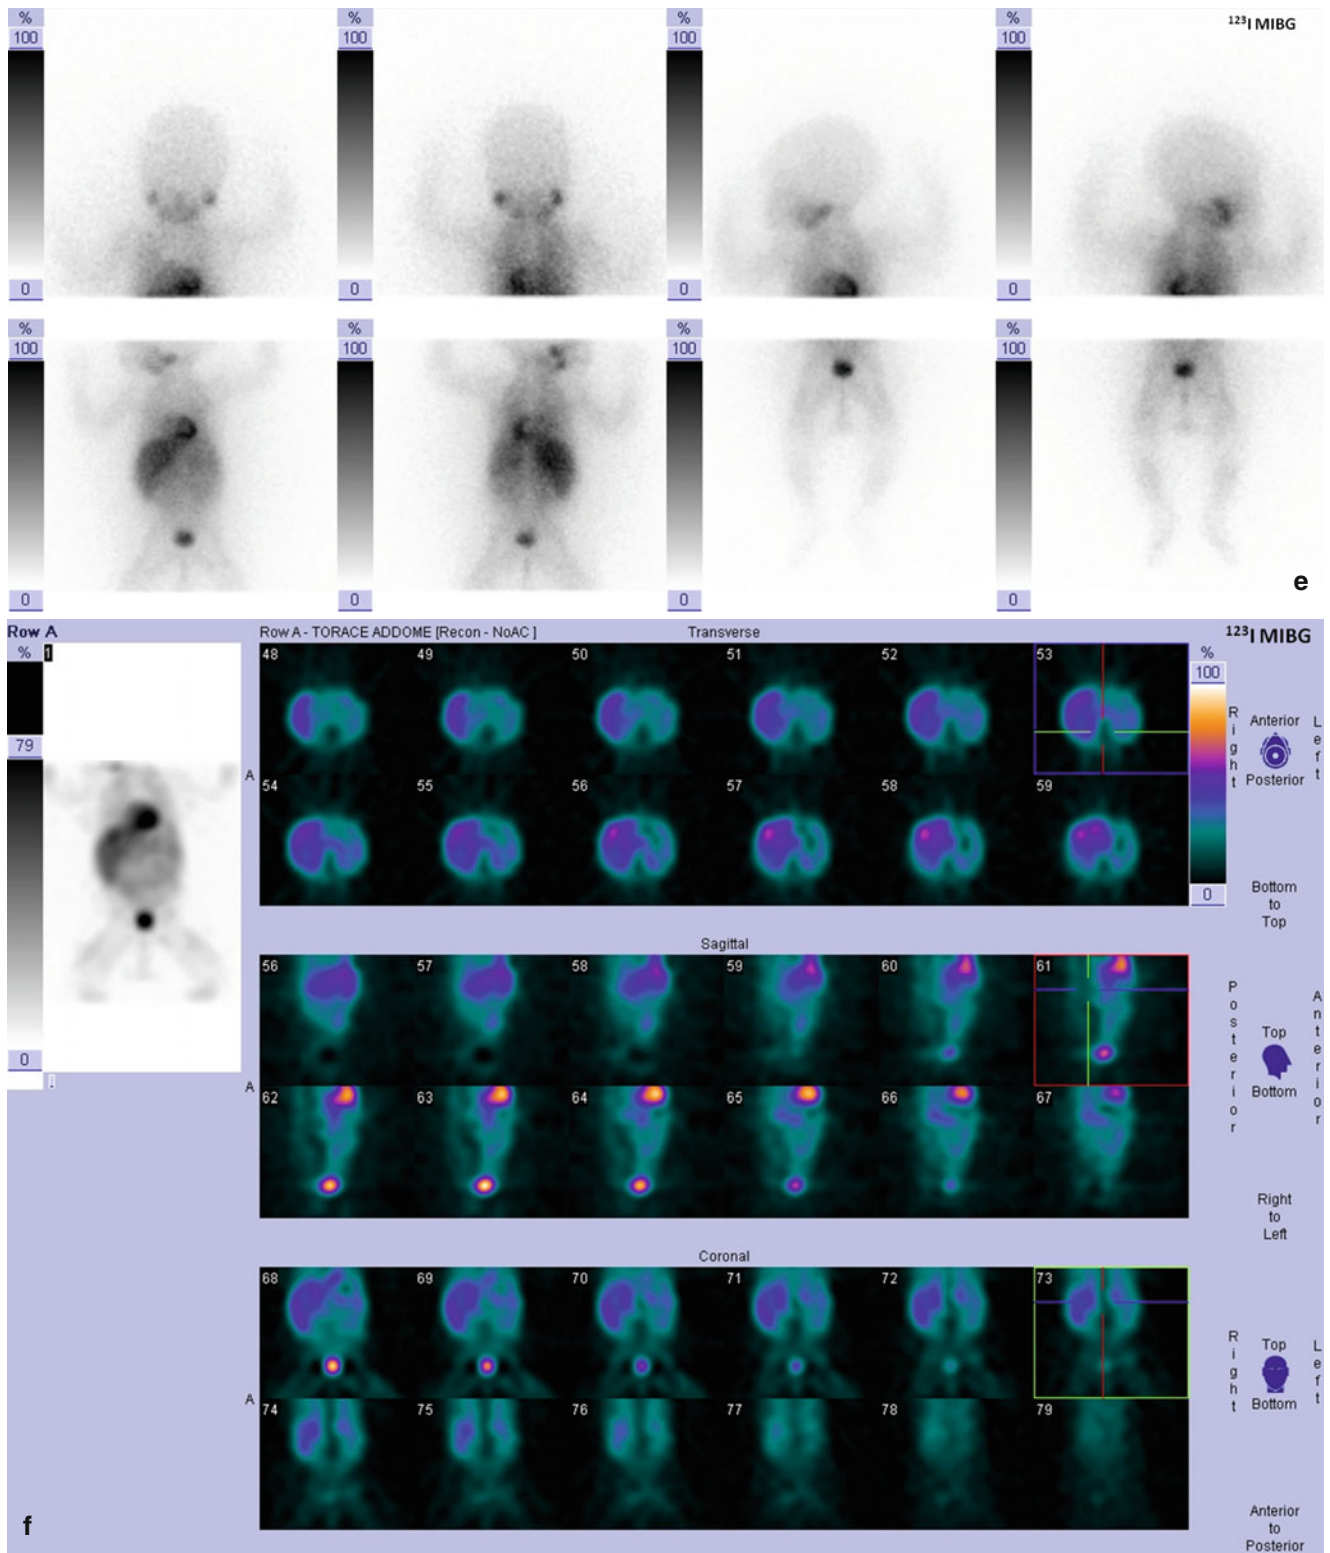 % % % %
100 100 100 100
¹²³I MIBG
0 0 0 0
% % % %
100 100 100 100
0 0 0 0
e
Row A
%
1
79
0
Row A - TORACE ADDOME [Recon - NoAC ]
Transverse
¹²³I MIBG
48 49 50 51 52 53
A
54 55 56 57 58 59
%
100
0
Right
Anterior
Posterior
Left
Bottom
to
Top
Sagittal
56 57 58 59 60 61
A
62 63 64 65 66 67
Posterior
Top
Bottom
Anterior
Right
to
Left
Coronal
68 69 70 71 72 73
A
74 75 76 77 78 79
Right
Top
Bottom
Left
Anterior
to
Posterior
f